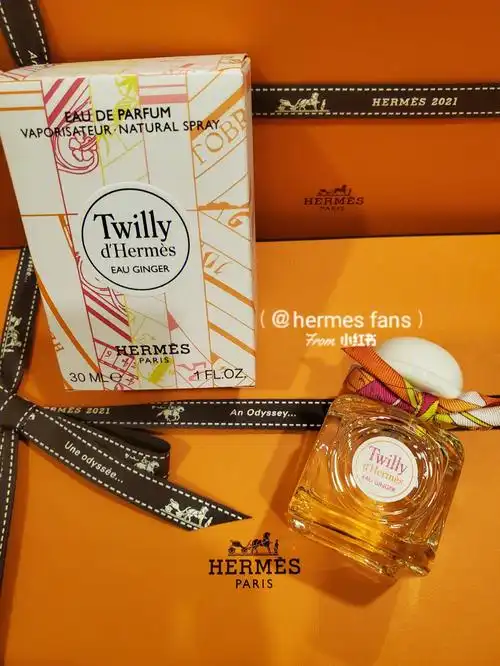 EAU DE PARFUM
VAPORISATEUR · NATURAL SPRAY
Twilly
d'Hermès
EAU GINGER
HERMÈS
PARIS
30 ML ℮ 1 FL.OZ.
HERMÈS 2021
HERMÈS
PARIS
( @hermes fans )
From 小红书
HERMÈS 2021
An Odyssey...
Une odyssée...
Twilly
d'Hermès
EAU GINGER
HERMÈS
PARIS